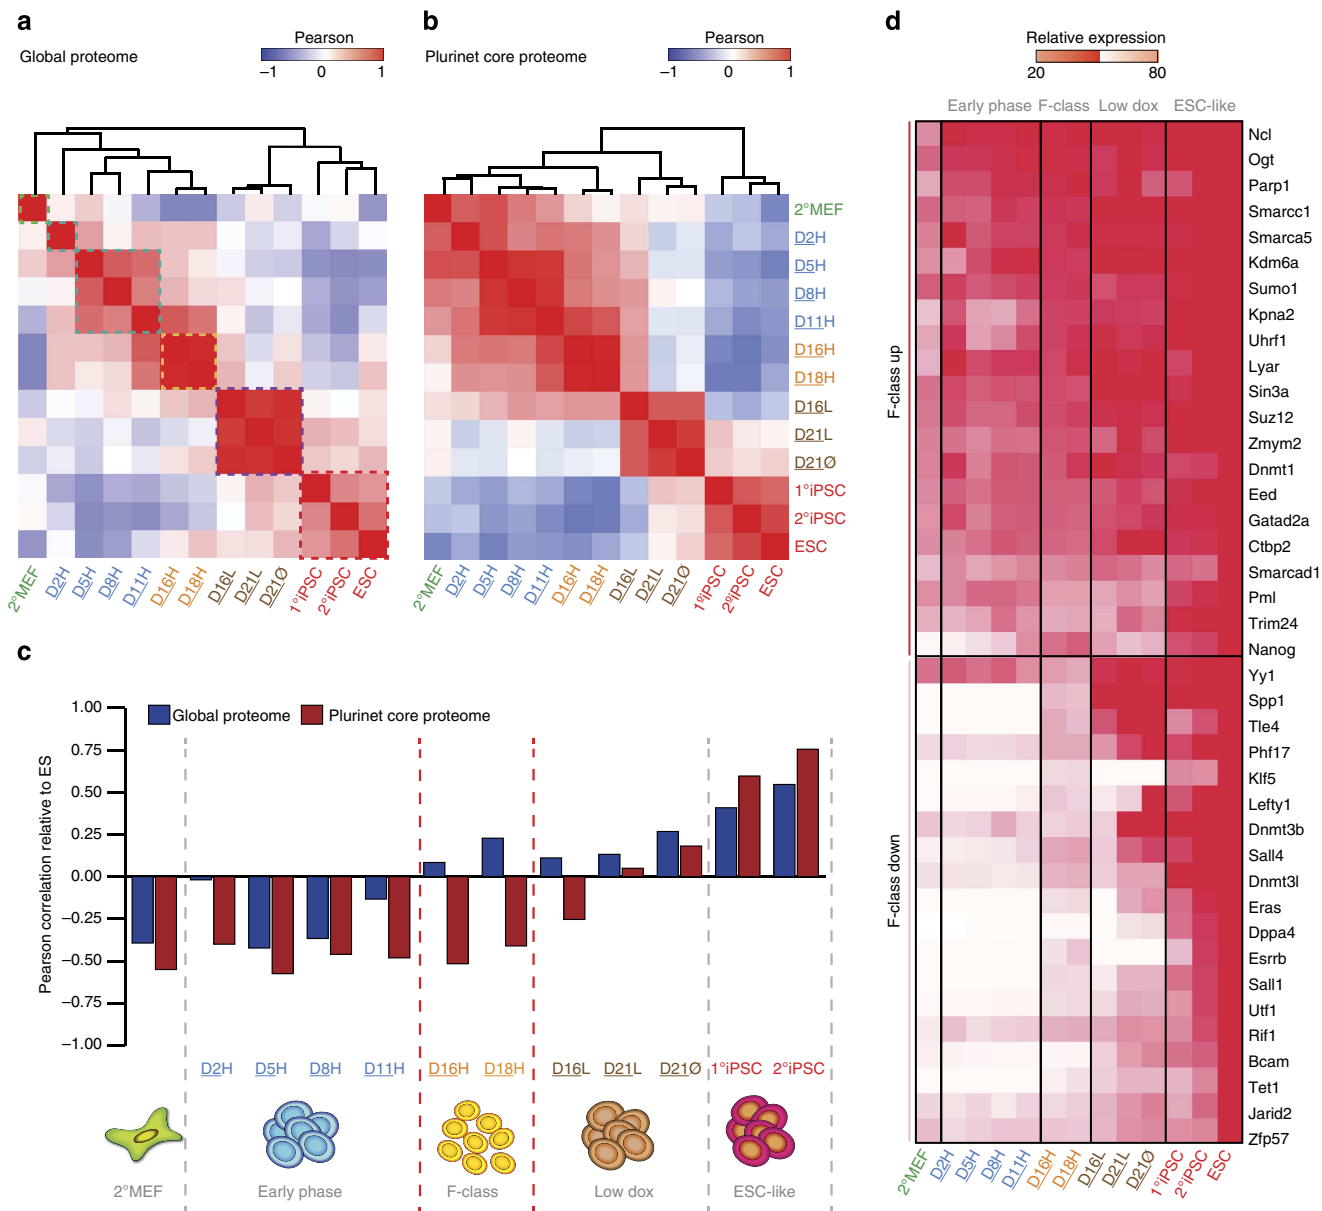 a
Global proteome
Pearson
−1 0 1
b
Plurinet core proteome
Pearson
−1 0 1
2°MEF
D2H
D5H
D8H
D11H
D16H
D18H
D16L
D21L
D21Ø
1°iPSC
2°iPSC
ESC
2°MEF D2H D5H D8H D11H D16H D18H D16L D21L D21Ø 1°iPSC 2°iPSC ESC
2°MEF D2H D5H D8H D11H D16H D18H D16L D21L D21Ø 1°iPSC 2°iPSC ESC
c
Global proteome Plurinet core proteome
Pearson correlation relative to ES
1.00
0.75
0.50
0.25
0.00
−0.25
−0.50
−0.75
−1.00
D2H D5H D8H D11H D16H D18H D16L D21L D21Ø 1°iPSC 2°iPSC
2°MEF Early phase F-class Low dox ESC-like
d
Relative expression
20 80
Early phase F-class Low dox ESC-like
F-class up
Ncl
Ogt
Parp1
Smarcc1
Smarca5
Kdm6a
Sumo1
Kpna2
Uhrf1
Lyar
Sin3a
Suz12
Zmym2
Dnmt1
Eed
Gatad2a
Ctbp2
Smarcad1
Pml
Trim24
Nanog
F-class down
Yy1
Spp1
Tle4
Phf17
Klf5
Lefty1
Dnmt3b
Sall4
Dnmt3l
Eras
Dppa4
Esrrb
Sall1
Utf1
Rif1
Bcam
Tet1
Jarid2
Zfp57
2°MEF D2H D5H D8H D11H D16H D18H D16L D21L D21Ø 1°iPSC 2°iPSC ESC